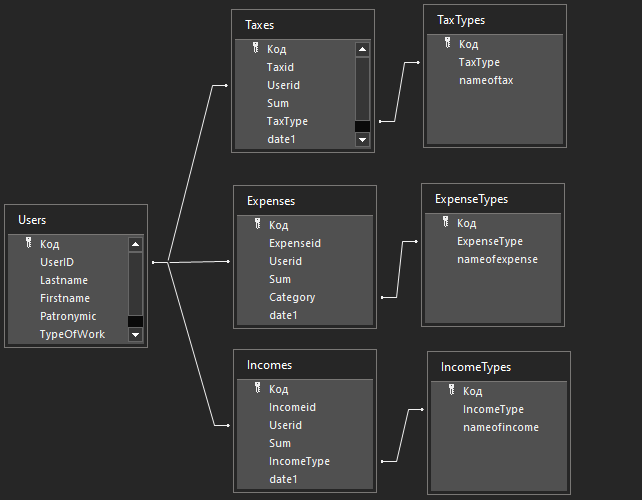 Users
Код
UserID
Lastname
Firstname
Patronymic
TypeOfWork
Taxes
Код
Taxid
Userid
Sum
TaxType
date1
TaxTypes
Код
TaxType
nameoftax
Expenses
Код
Expenseid
Userid
Sum
Category
date1
ExpenseTypes
Код
ExpenseType
nameofexpense
Incomes
Код
Incomeid
Userid
Sum
IncomeType
date1
IncomeTypes
Код
IncomeType
nameofincome